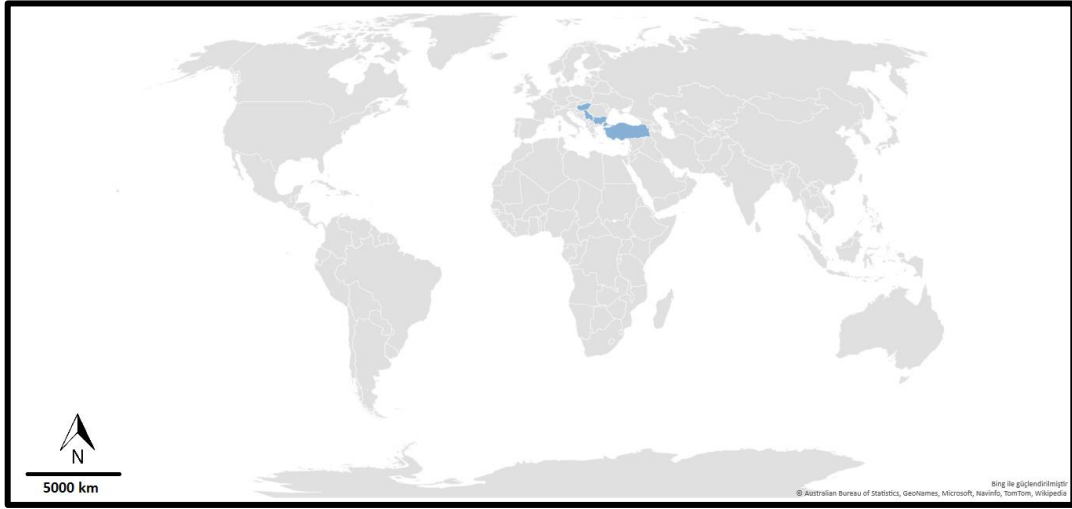 N
5000 km
Bing ile güçlendirilmiştir
© Australian Bureau of Statistics, GeoNames, Microsoft, Navinfo, TomTom, Wikipedia